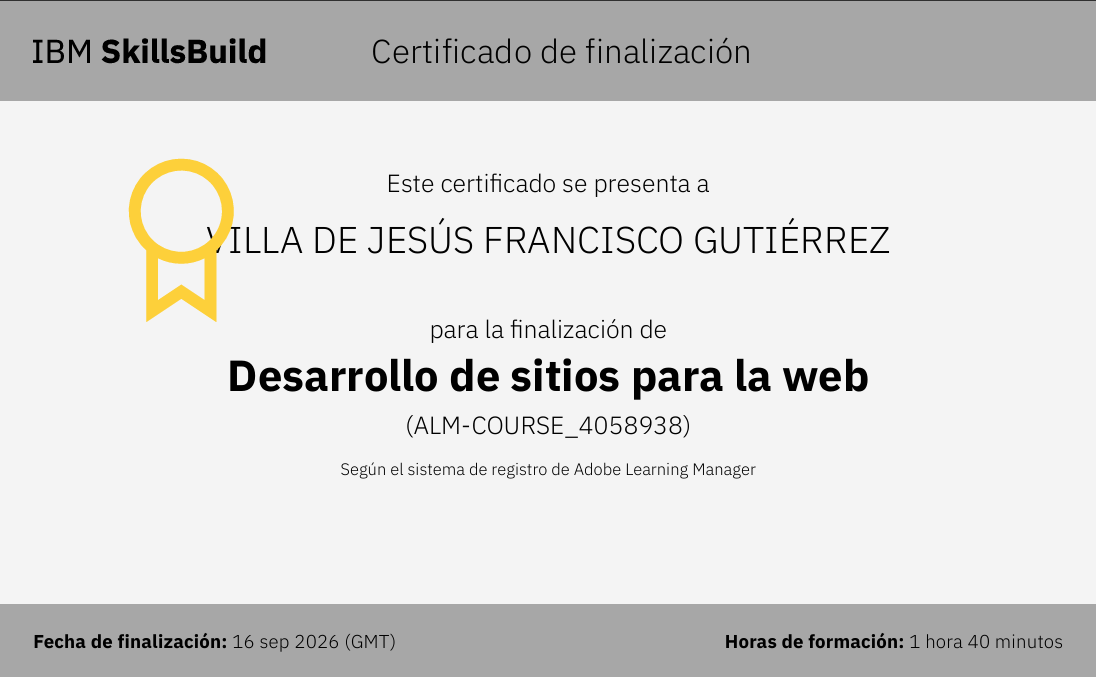 IBM SkillsBuild
Certificado de finalización
Este certificado se presenta a
VILLA DE JESÚS FRANCISCO GUTIÉRREZ
para la finalización de
Desarrollo de sitios para la web
(ALM-COURSE_4058938)
Según el sistema de registro de Adobe Learning Manager
Fecha de finalización: 16 sep 2026 (GMT)
Horas de formación: 1 hora 40 minutos